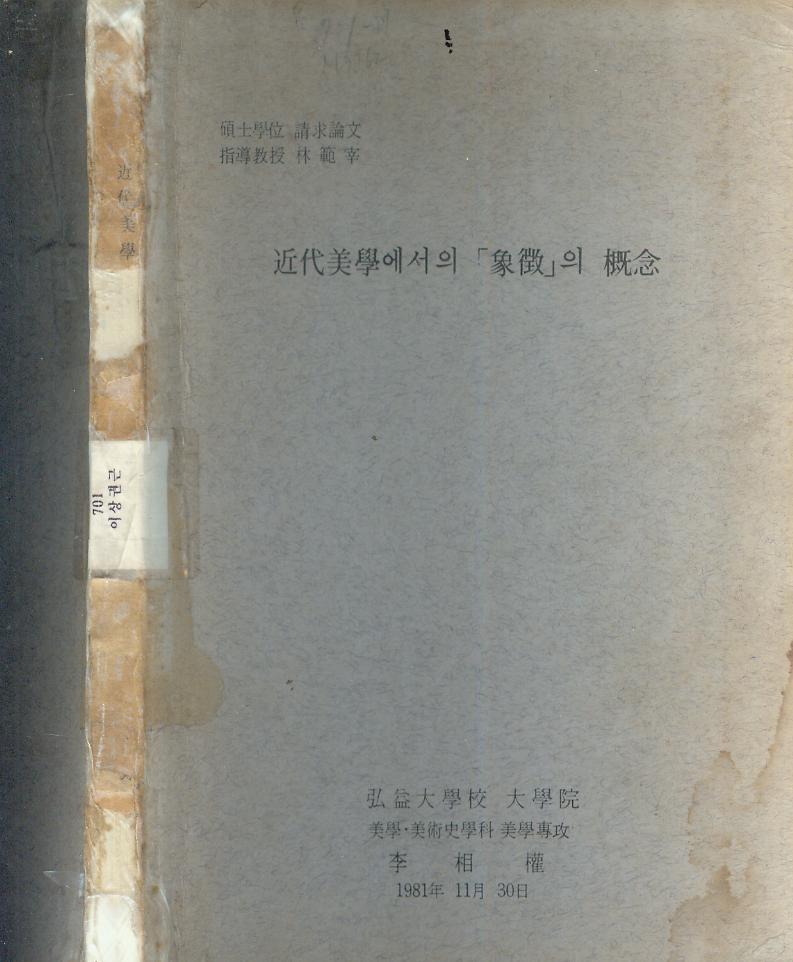 碩士學位 請求論文
指導教授 林範宰
近代美學에서의 「象徵」의 概念
弘益大學校 大學院
美學·美術史學科 美學專攻
李相權
1981年 11月 30日
近代美學
701
이상권근